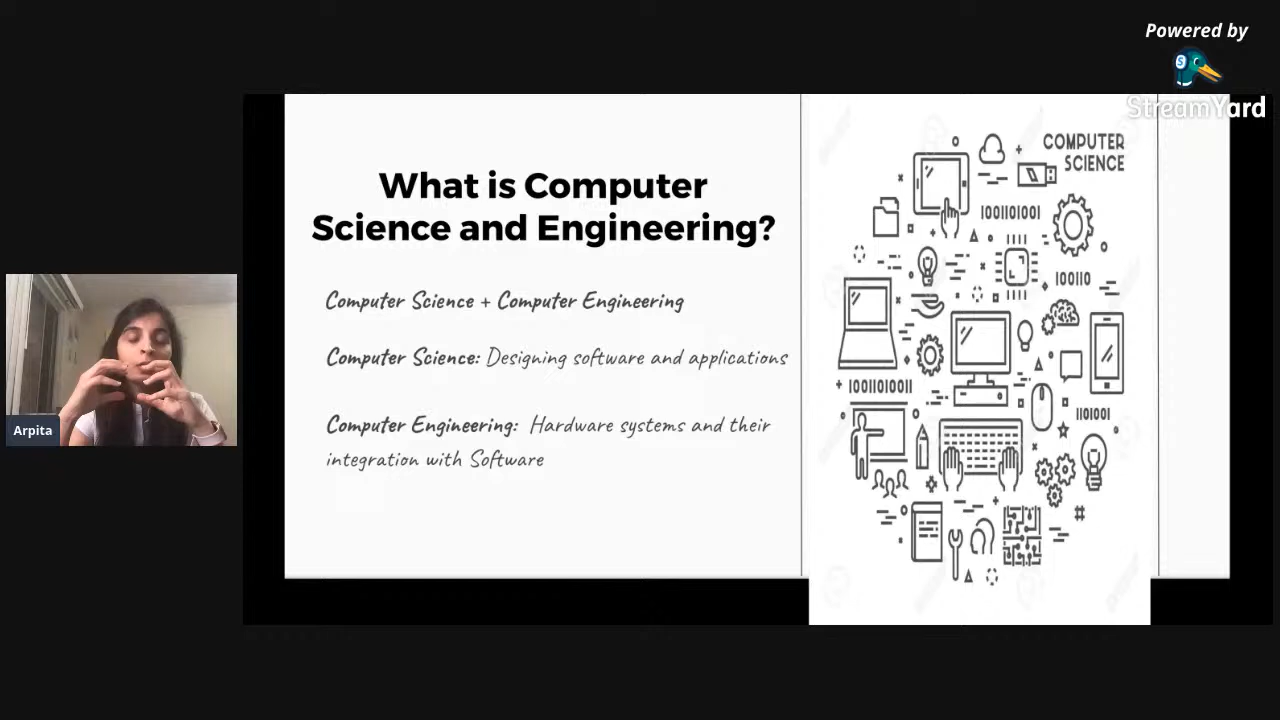 Powered by
StreamYard
What is Computer
Science and Engineering?
Computer Science + Computer Engineering
Computer Science: Designing software and applications
Computer Engineering: Hardware systems and their
integration with Software
COMPUTER
SCIENCE
1001101001
100110
10011010011
1101001
Arpita